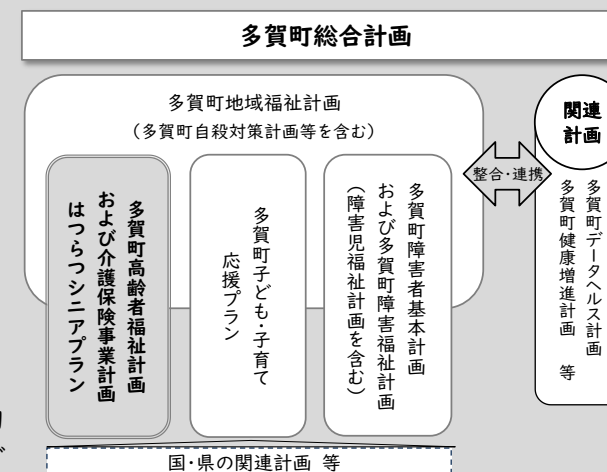 多賀町総合計画
多賀町地域福祉計画
(多賀町自殺対策計画等を含む)
多賀町高齢者福祉計画
および介護保険事業計画
はつらつシニアプラン
多賀町子ども・子育て
応援プラン
多賀町障害者基本計画
および多賀町障害福祉計画
(障害児福祉計画を含む)
整合・連携
関連
計画
多賀町データヘルス計画
多賀町健康増進計画 等
国・県の関連計画 等